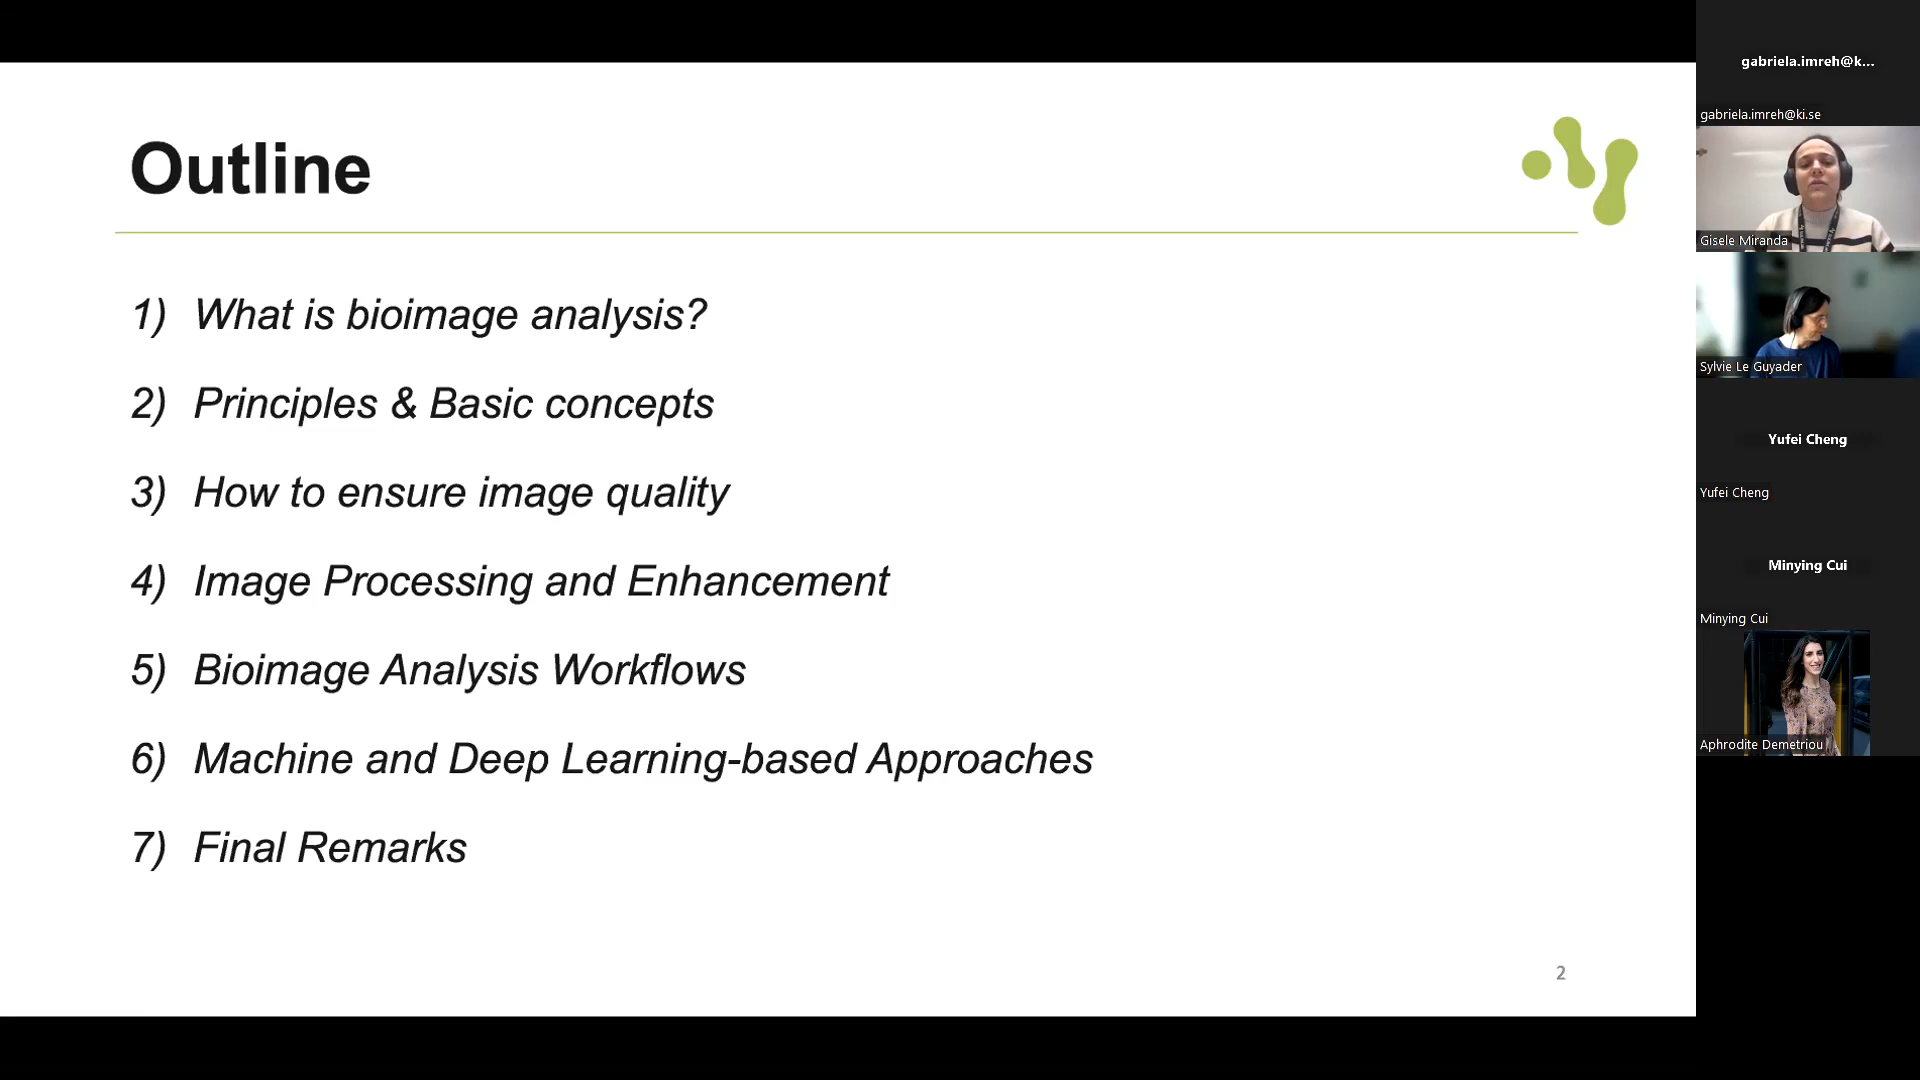 Outline
1) What is bioimage analysis?
2) Principles & Basic concepts
3) How to ensure image quality
4) Image Processing and Enhancement
5) Bioimage Analysis Workflows
6) Machine and Deep Learning-based Approaches
7) Final Remarks
2
gabriela.imreh@k...
gabriela.imreh@ki.se
Gisele Miranda
Sylvie Le Guyader
Yufei Cheng
Yufei Cheng
Minying Cui
Minying Cui
Aphrodite Demetriou